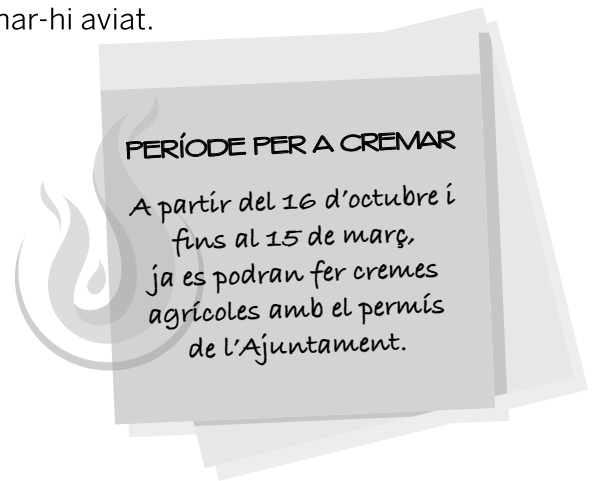 nar-hi aviat.
PERÍODE PER A CREMAR
A partir del 16 d'octubre i
fins al 15 de març,
ja es podran fer cremes
agrícoles amb el permís
de l'Ajuntament.